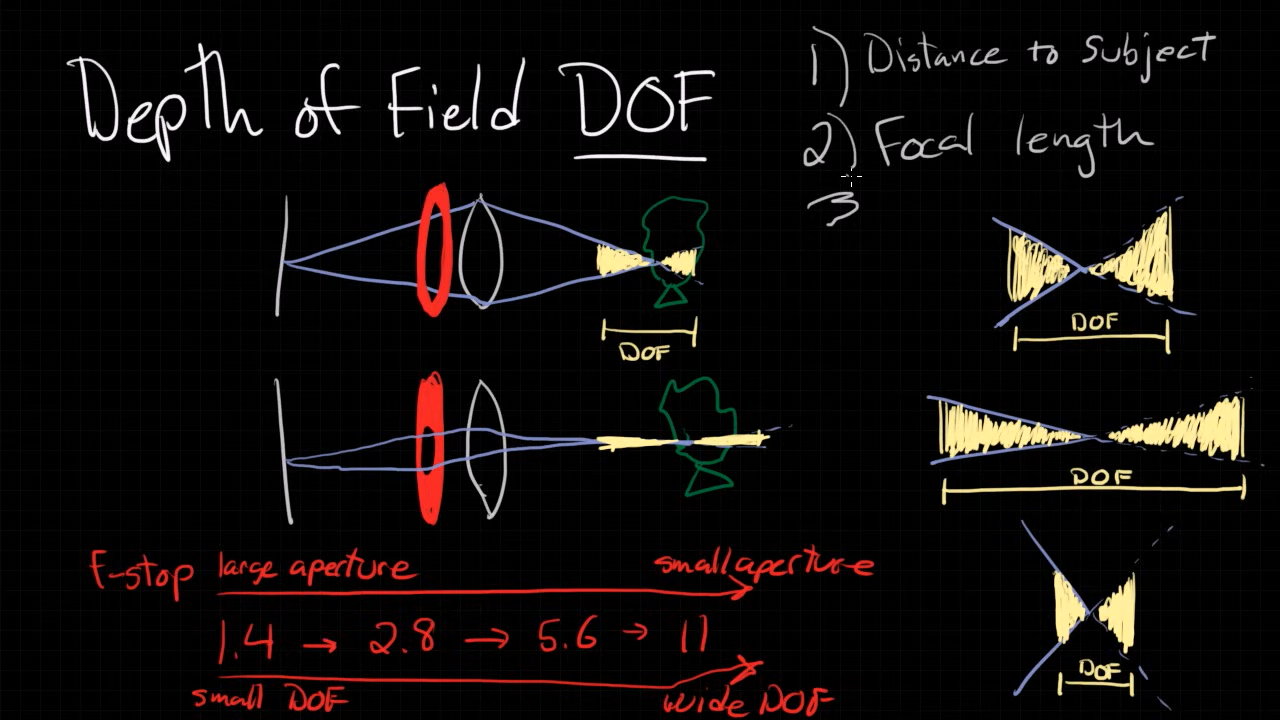 Depth of Field DOF
1) Distance to Subject
2) Focal length
3
DOF
DOF
DOF
DOF
F-stop large aperture small aperture
1.4 → 2.8 → 5.6 → 11
small DOF wide DOF